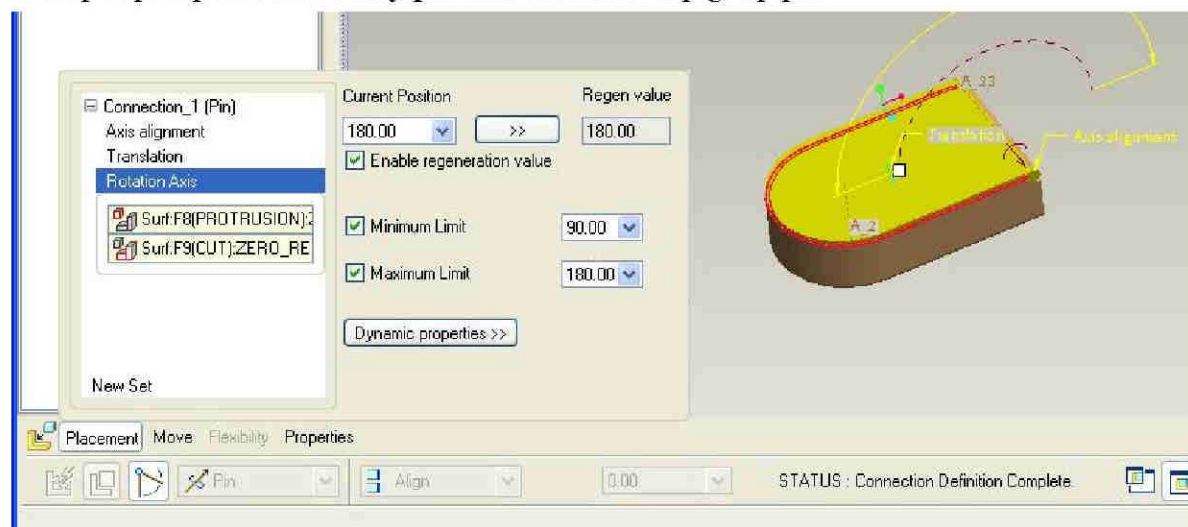 Connection_1 (Pin)
Axis alignment
Translation
Rotation Axis
Surf:F8(PROTRUSION):
Surf:F9(CUT):ZERO_RE
New Set
Current Position
Regen value
180.00
>>
180.00
Enable regeneration value
Minimum Limit
90.00
Maximum Limit
180.00
Dynamic properties >>
A_33
Translation
Axis alignment
A_2
Placement
Move
Flexibility
Properties
Pin
Align
0.00
STATUS : Connection Definition Complete.